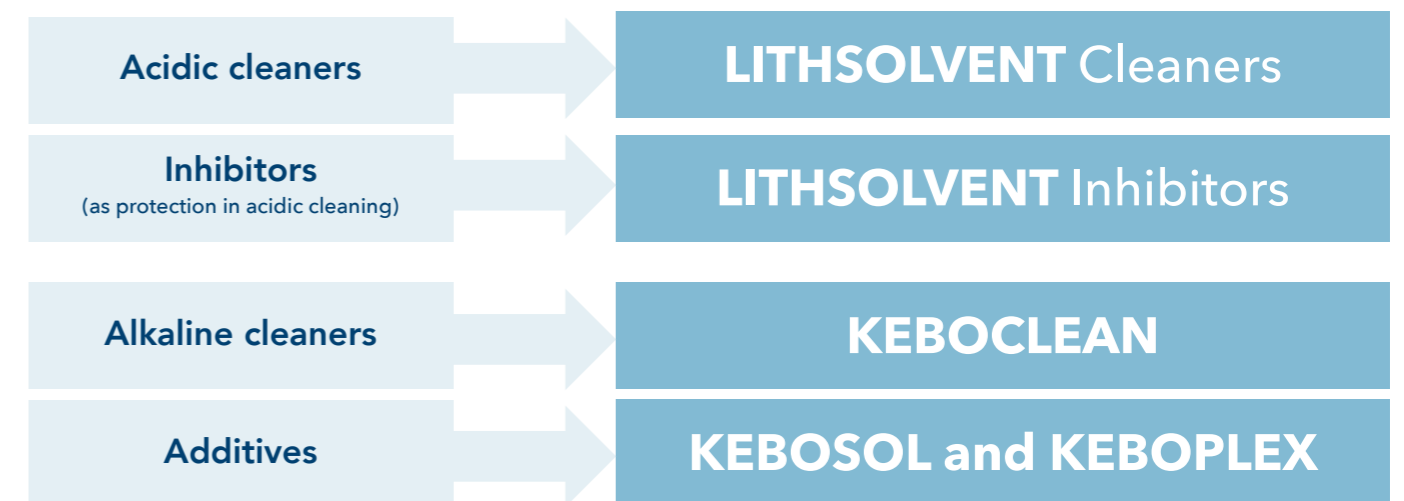 Acidic cleaners
LITHSOLVENT Cleaners
Inhibitors
(as protection in acidic cleaning)
LITHSOLVENT Inhibitors
Alkaline cleaners
KEBOCLEAN
Additives
KEBOSOL and KEBOPLEX